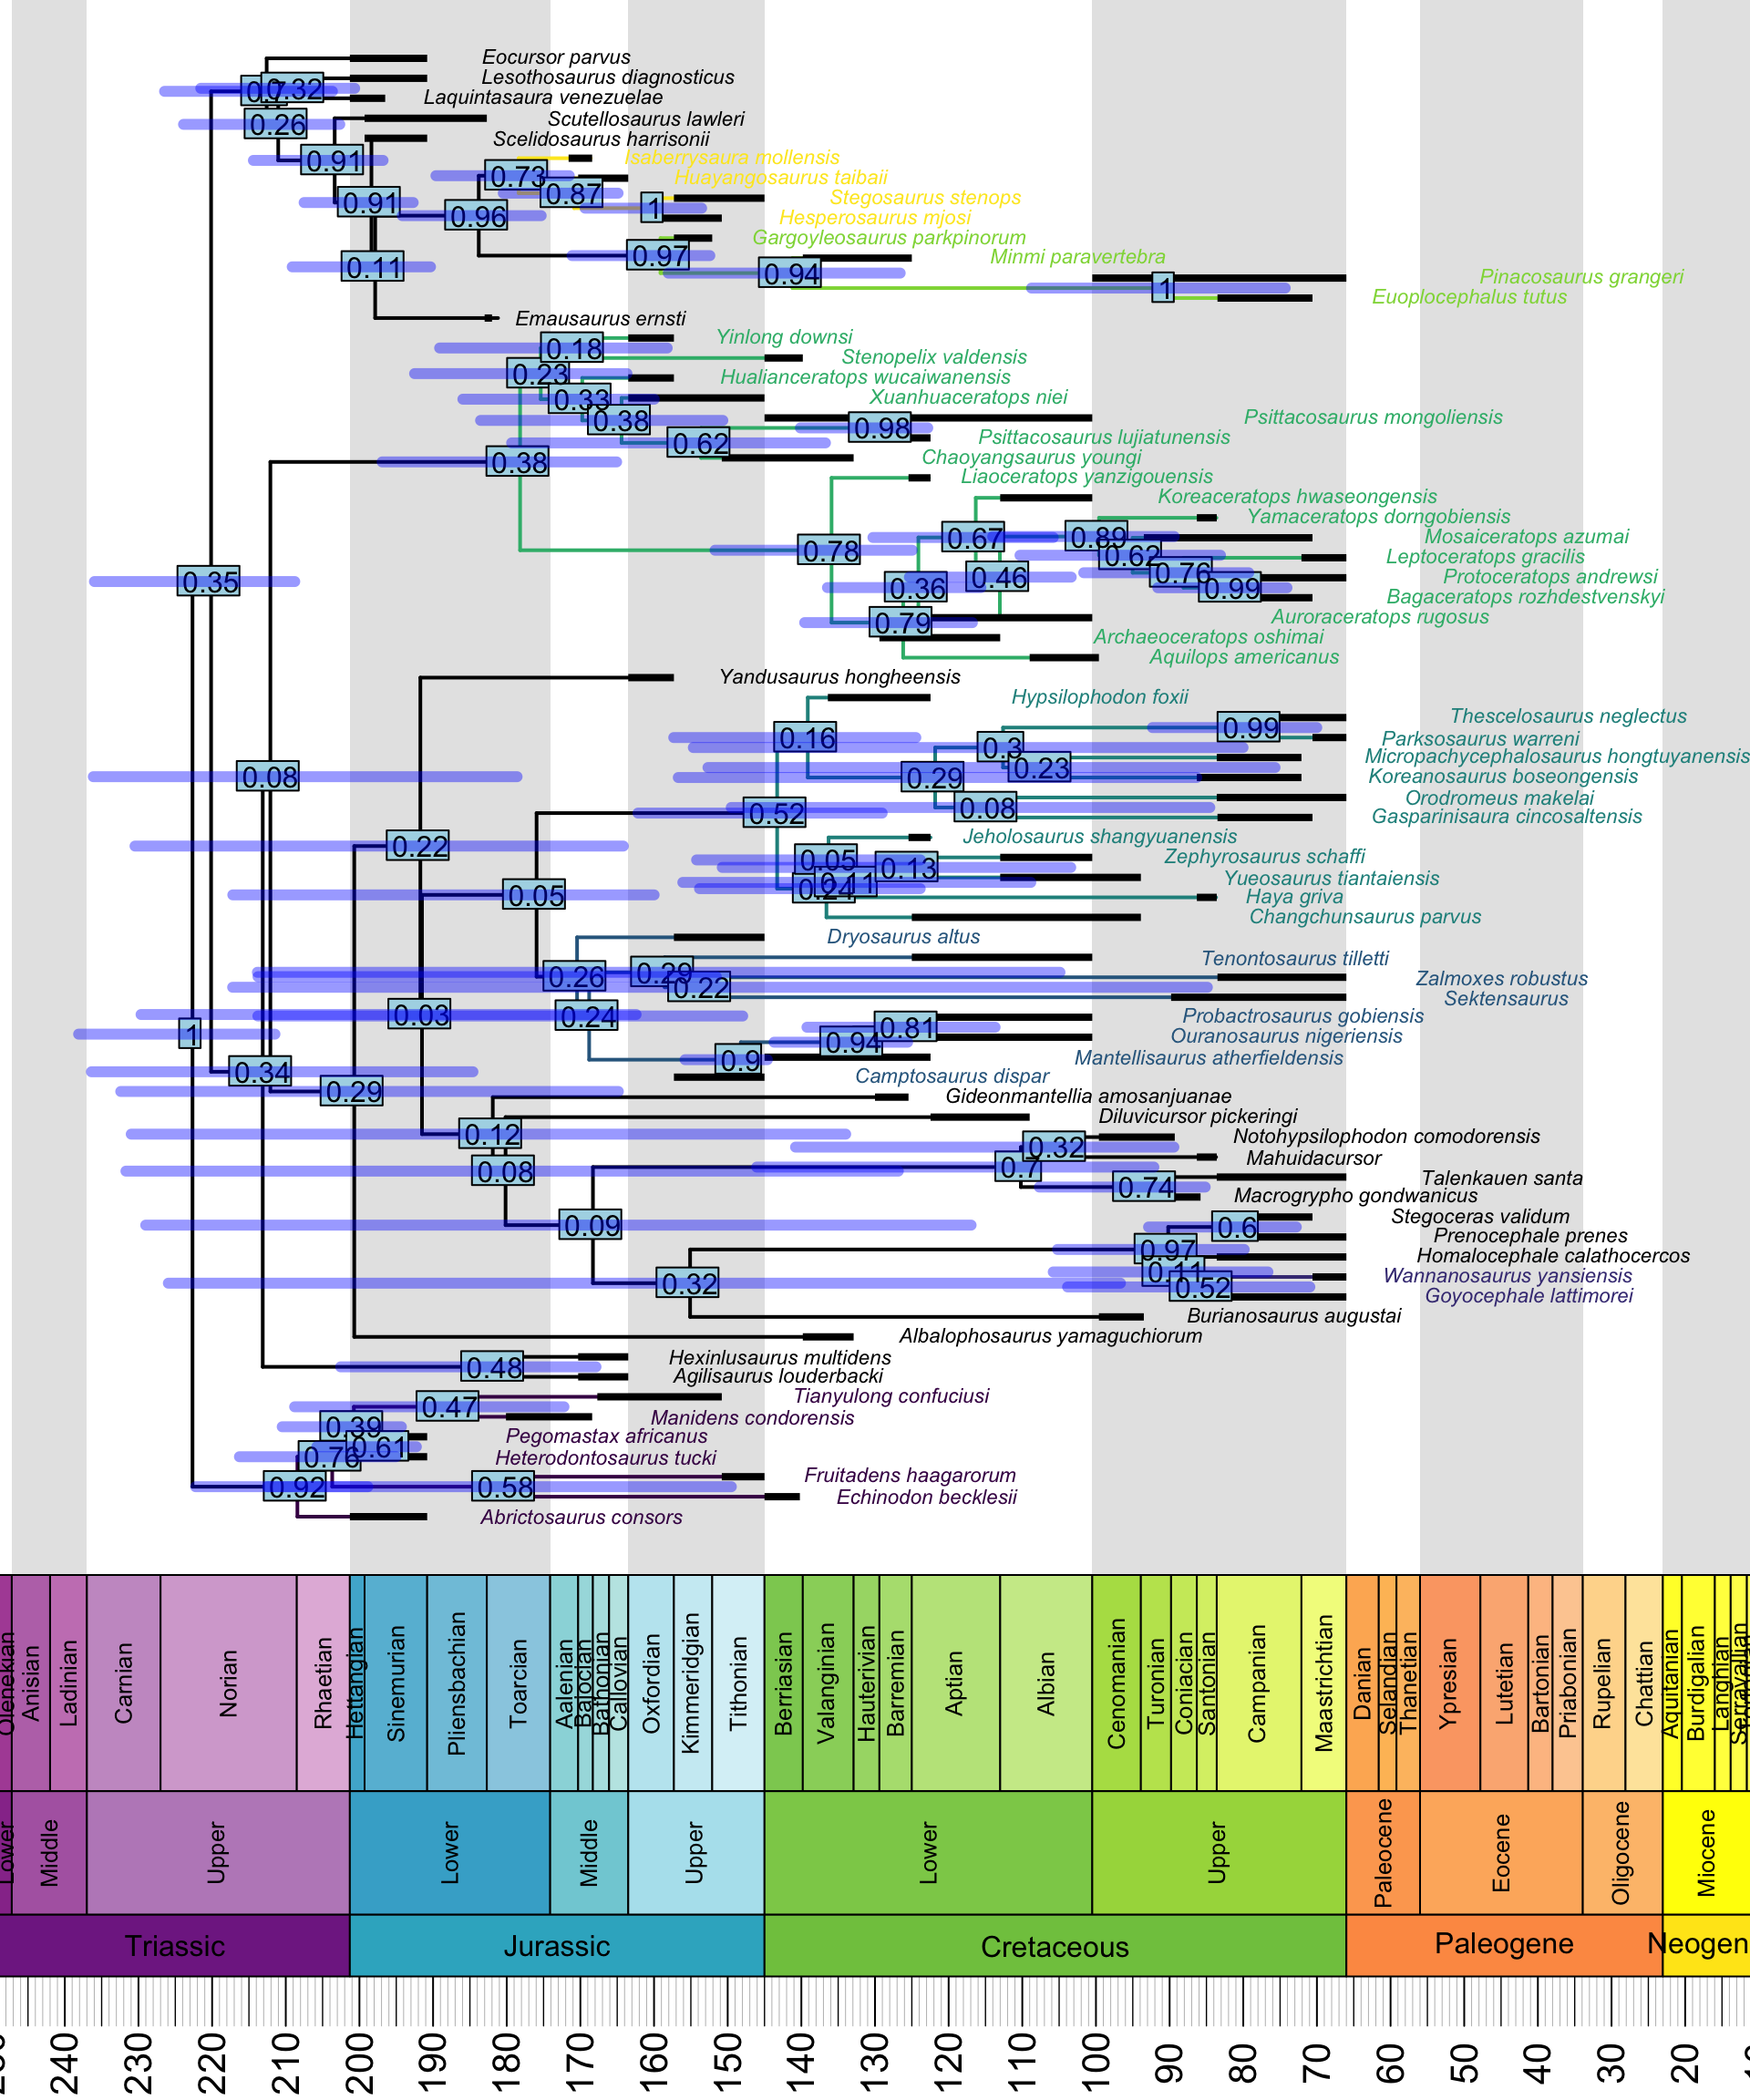 Eocursor parvus
Lesothosaurus diagnosticus
0.32
Laquintasaura venezuelae
Scutellosaurus lawleri
0.26
Scelidosaurus harrisonii
Isaberrysaura mollensis
0.91
0.73
Huayangosaurus taibaii
0.87
Stegosaurus stenops
0.91
1
0.96
Hesperosaurus mjosi
Gargoyleosaurus parkpinorum
0.97
Minmi paravertebra
0.11
0.94
Pinacosaurus grangeri
1
Euoplocephalus tutus
Emausaurus ernsti
Yinlong downsi
0.18
Stenopelix valdensis
0.23
Hualianceratops wucaiwanensis
0.33
Xuanhuaceratops niei
0.38
Psittacosaurus mongoliensis
0.98
Psittacosaurus lujiatunensis
0.62
Chaoyangsaurus youngi
0.38
Liaoceratops yanzigouensis
Koreaceratops hwaseongensis
Yamaceratops dorngobiensis
0.67
0.89
Mosaiceratops azumai
0.78
0.62
Leptoceratops gracilis
0.35
0.46
0.76
Protoceratops andrewsi
0.36
0.99
Bagaceratops rozhdestvenskyi
Auroraceratops rugosus
0.79
Archaeoceratops oshimai
Aquilops americanus
Yandusaurus hongheensis
Hypsilophodon foxii
Thescelosaurus neglectus
0.99
0.16
Parksosaurus warreni
0.3
Micropachycephalosaurus hongtuyanensis
0.23
0.08
0.29
Koreanosaurus boseongensis
Orodromeus makelai
0.08
0.52
Gasparinisaura cincosaltensis
Jeholosaurus shangyuanensis
0.22
0.05
Zephyrosaurus schaffi
0.13
Yueosaurus tiantaiensis
0.11
0.24
0.05
Haya griva
Changchunsaurus parvus
Dryosaurus altus
Tenontosaurus tilletti
0.29
0.26
Zalmoxes robustus
0.22
Sektensaurus
0.03
0.24
Probactrosaurus gobiensis
0.81
1
Ouranosaurus nigeriensis
0.94
0.9
Mantellisaurus atherfieldensis
0.34
Camptosaurus dispar
0.29
Gideonmantellia amosanjuanae
Diluvicursor pickeringi
0.12
Notohypsilophodon comodorensis
0.32
Mahuidacursor
0.7
0.08
Talenkauen santa
0.74
Macrogrypho gondwanicus
Stegoceras validum
0.09
0.6
Prenocephale prenes
0.97
Homalocephale calathocercos
0.11
Wannanosaurus yansiensis
0.32
0.52
Goyocephale lattimorei
Burianosaurus augustai
Albalophosaurus yamaguchiorum
Hexinlusaurus multidens
0.48
Agilisaurus louderbacki
Tianyulong confuciusi
0.47
Manidens condorensis
0.39
Pegomastax africanus
0.61
0.76
Heterodontosaurus tucki
Fruitadens haagarorum
0.92
0.58
Echinodon becklesii
Abrictosaurus consors
Olenekian
Anisian
Ladinian
Carnian
Norian
Rhaetian
Hettangian
Sinemurian
Pliensbachian
Toarcian
Aalenian
Bajocian
Bathonian
Callovian
Oxfordian
Kimmeridgian
Tithonian
Berriasian
Valanginian
Hauterivian
Barremian
Aptian
Albian
Cenomanian
Turonian
Coniacian
Santonian
Campanian
Maastrichtian
Danian
Selandian
Thanetian
Ypresian
Lutetian
Bartonian
Priabonian
Rupelian
Chattian
Aquitanian
Burdigalian
Langhian
Lower
Middle
Upper
Lower
Middle
Upper
Lower
Upper
Paleocene
Eocene
Oligocene
Miocene
Triassic
Jurassic
Cretaceous
Paleogene
Neogen
240
230
220
210
200
190
180
170
160
150
140
130
120
110
100
90
80
70
60
50
40
30
20